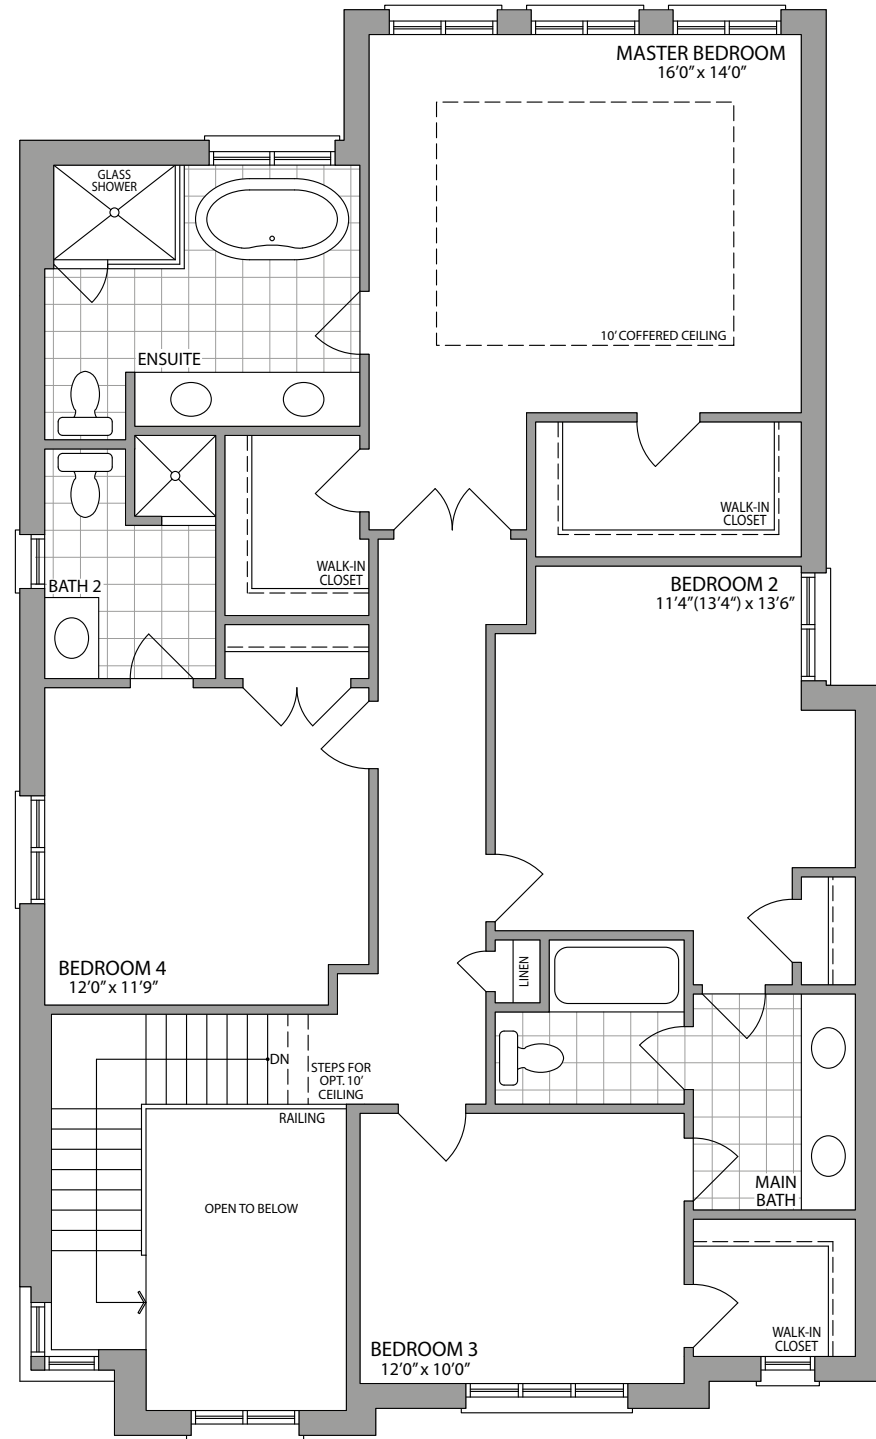 MASTER BEDROOM
16'0" x 14'0"
GLASS
SHOWER
10' COFFERED CEILING
ENSUITE
WALK-IN
CLOSET
WALK-IN
CLOSET
BATH 2
BEDROOM 2
11'4"(13'4") x 13'6"
BEDROOM 4
12'0" x 11'9"
LINEN
DN
STEPS FOR
OPT. 10'
CEILING
RAILING
OPEN TO BELOW
MAIN
BATH
BEDROOM 3
12'0" x 10'0"
WALK-IN
CLOSET